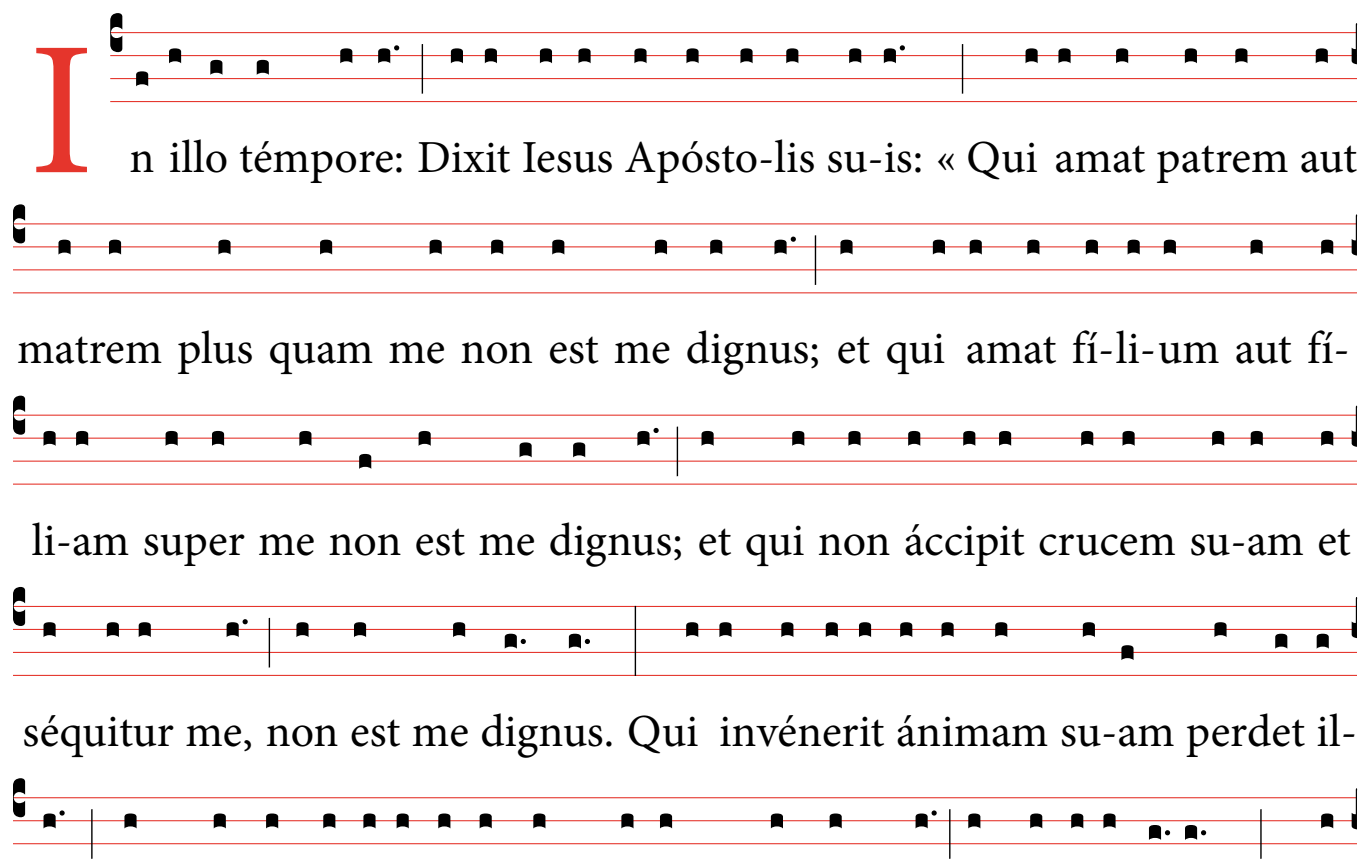 In illo témpore: Dixit Iesus Apósto-lis su-is: « Qui amat patrem aut
matrem plus quam me non est me dignus; et qui amat fí-li-um aut fí-
li-am super me non est me dignus; et qui non áccipit crucem su-am et
séquitur me, non est me dignus. Qui invénerit ánimam su-am perdet il-